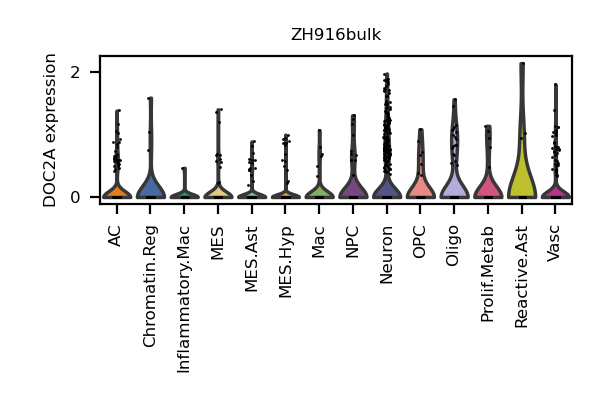 ZH916bulk
DOC2A expression
2
0
AC
Chromatin.Reg
Inflammatory.Mac
MES
MES.Ast
MES.Hyp
Mac
NPC
Neuron
OPC
Oligo
Prolif.Metab
Reactive.Ast
Vasc